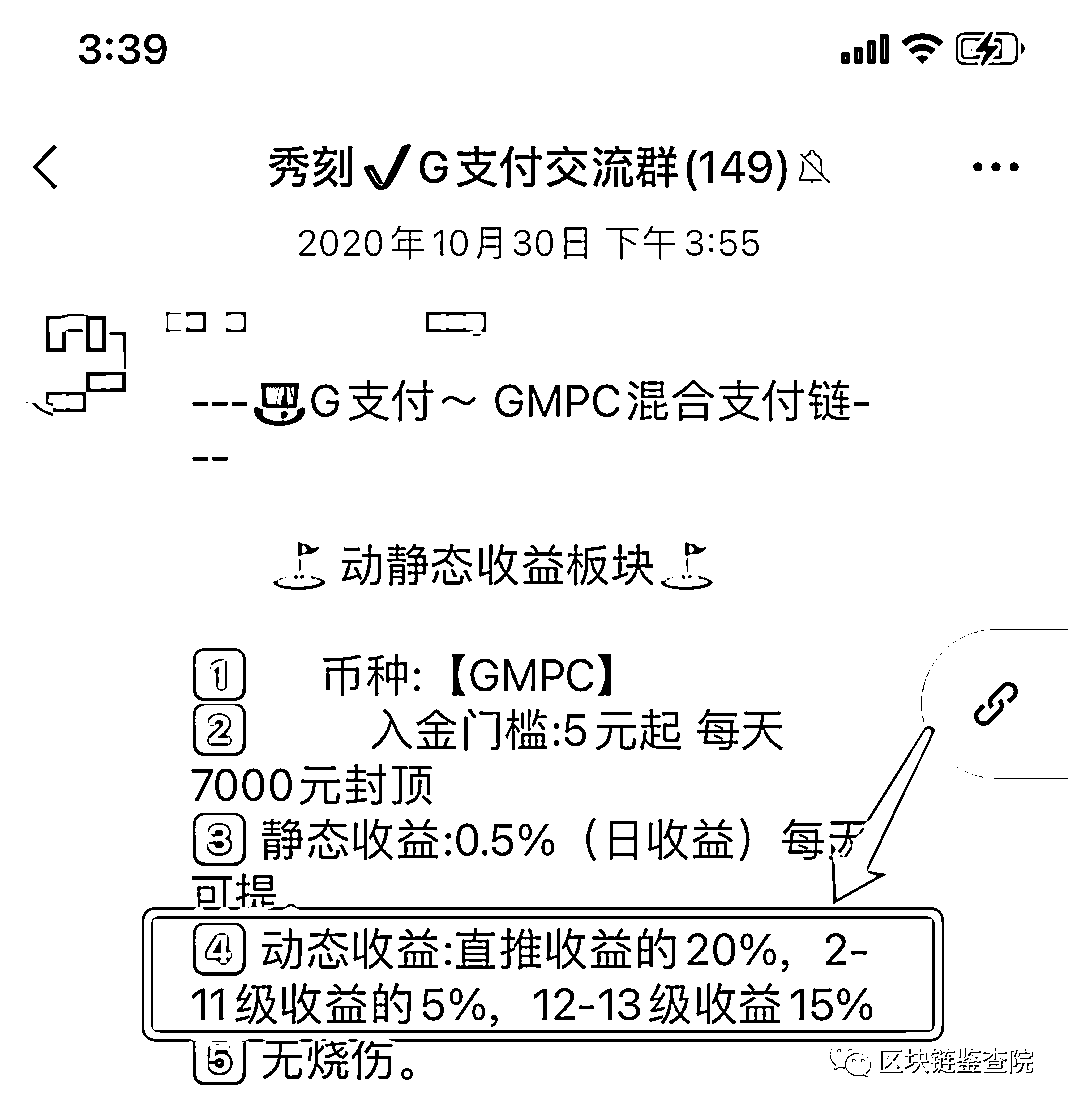 3:39
秀刻✔G支付交流群(149)
2020年10月30日 下午3:55
---G支付～ GMPC混合支付链-
--
动静态收益板块
1 币种:【GMPC】
2 入金门槛:5元起 每天
7000元封顶
3 静态收益:0.5%（日收益）每天
可提。
4 动态收益:直推收益的20%，2-
11级收益的5%，12-13级收益15%
5 无烧伤。
区块链鉴查院